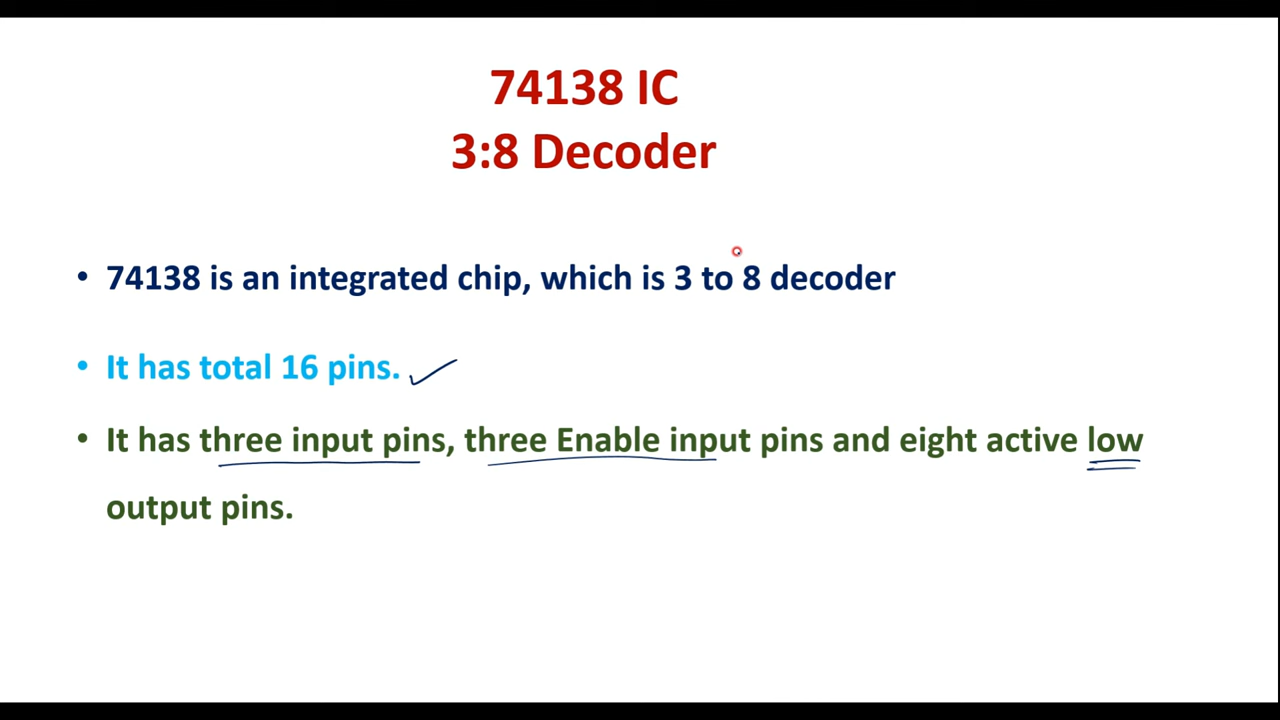 74138 IC
3:8 Decoder
• 74138 is an integrated chip, which is 3 to 8 decoder
• It has total 16 pins.
• It has three input pins, three Enable input pins and eight active low
output pins.